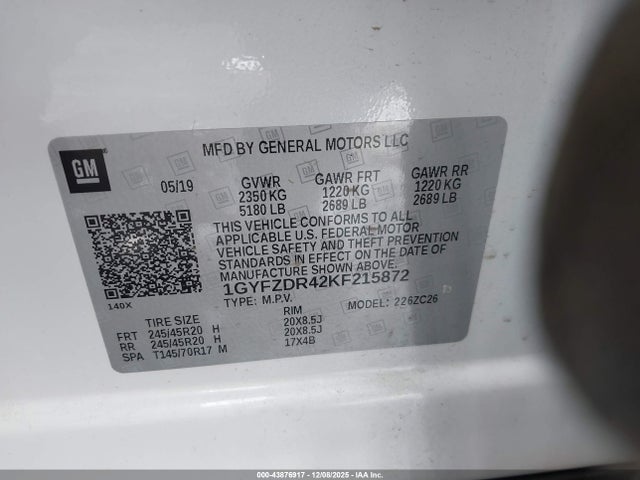 MFD BY GENERAL MOTORS LLC
GM
05/19
GVWR GAWR FRT GAWR RR
2350 KG 1220 KG 1220 KG
5180 LB 2689 LB 2689 LB
THIS VEHICLE CONFORMS TO ALL
APPLICABLE U.S. FEDERAL MOTOR
VEHICLE SAFETY AND THEFT PREVENTION
STANDARDS IN EFFECT ON THE DATE OF
MANUFACTURE SHOWN ABOVE.
1GYFZDR42KF215872
140X
TYPE: M.P.V. MODEL: 226ZC26
TIRE SIZE RIM
FRT 245/45R20 H 20X8.5J
RR 245/45R20 H 20X8.5J
SPA T145/70R17 M 17X4B
000-43876917 • 12/08/2025 - IAAI.COM